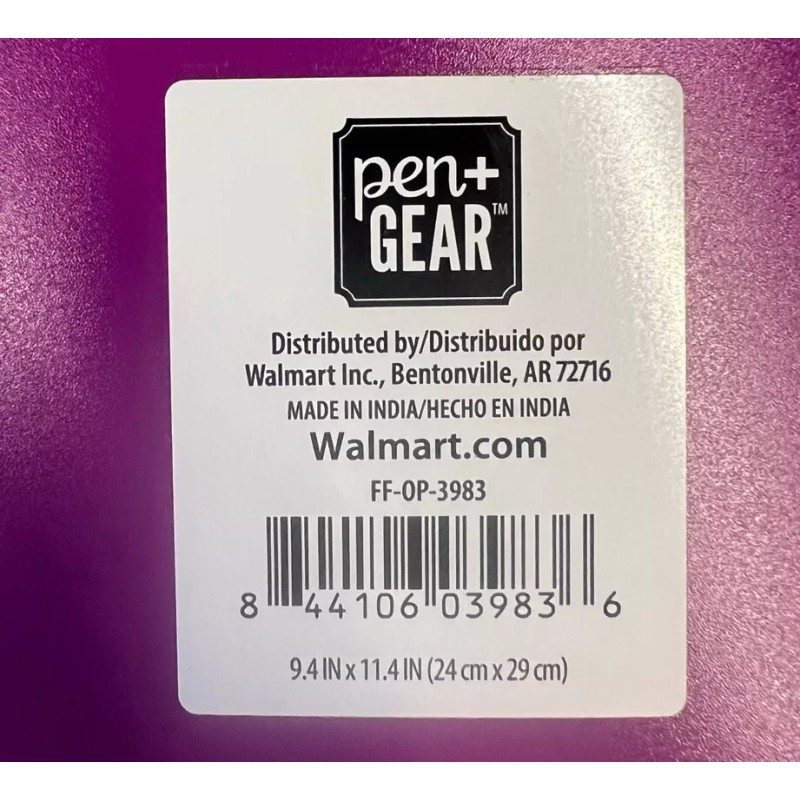 pen+
GEAR™
Distributed by/Distribuido por
Walmart Inc., Bentonville, AR 72716
MADE IN INDIA/HECHO EN INDIA
Walmart.com
FF-OP-3983
8 44106 03983 6
9.4 IN x 11.4 IN (24 cm x 29 cm)